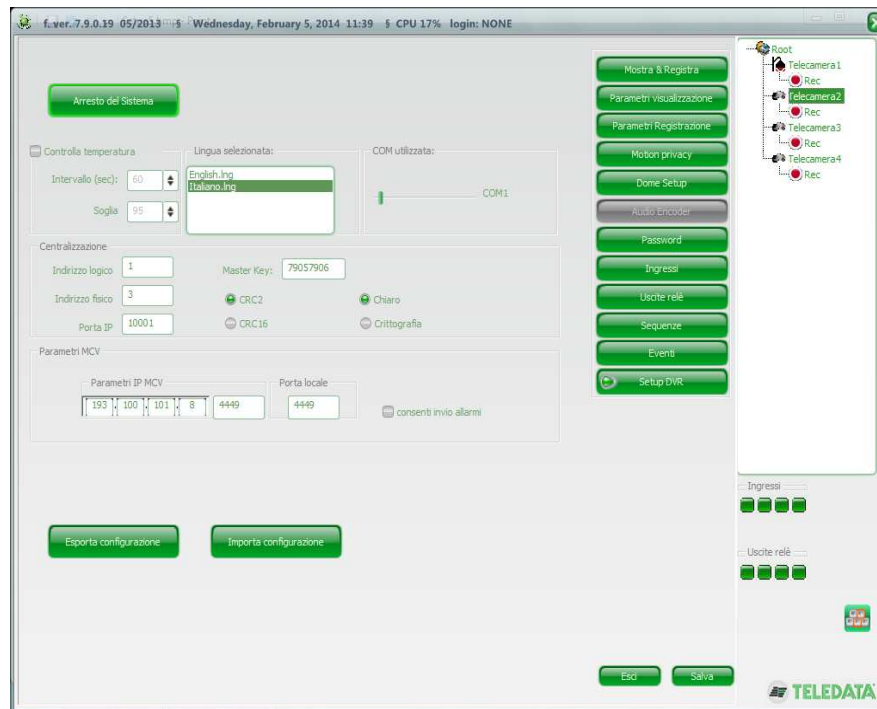 f. ver. 7.9.0.19 05/2013 § Wednesday, February 5, 2014 11:39 § CPU 17% login: NONE
Arresto del Sistema
Controlla temperatura
Intervallo (sec): 60
Soglia 95
Lingua selezionata:
English.lng
Italiano.lng
COM utilizzata:
COM1
Centralizzazione
Indirizzo logico 1
Master Key: 79057906
Indirizzo fisico 3
CRC2
Chiaro
Porta IP 10001
CRC16
Crittografia
Parametri MCV
Parametri IP MCV
193 . 100 . 101 . 8 4449
Porta locale
4449
consenti invio allarmi
Esporta configurazione
Importa configurazione
Mostra & Registra
Parametri visualizzazione
Parametri Registrazione
Motion privacy
Dome Setup
Audio Encoder
Password
Ingressi
Uscite relè
Sequenze
Eventi
Setup DVR
Esci
Salva
Root
Telecamera1
Rec
Telecamera2
Rec
Telecamera3
Rec
Telecamera4
Rec
Ingressi
Uscite relè
TELEDATA